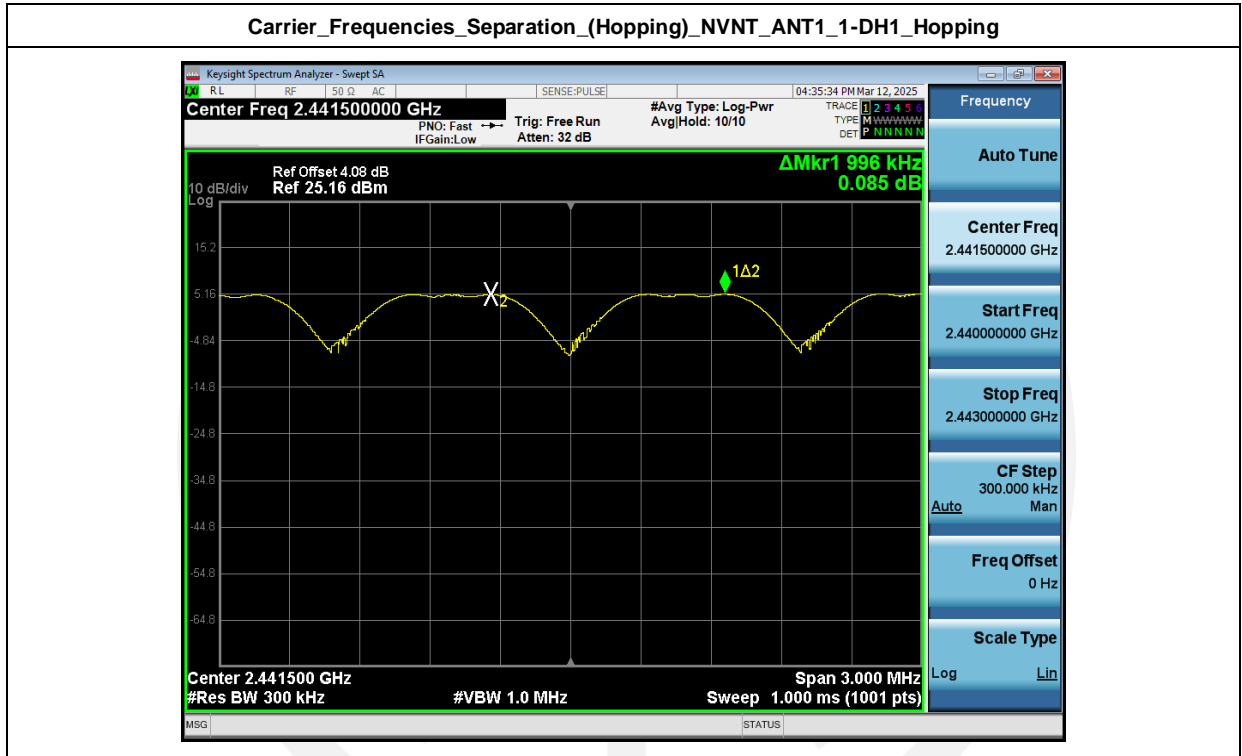 Carrier_Frequencies_Separation_(Hopping)_NVNT_ANT1_1-DH1_Hopping
Keysight Spectrum Analyzer - Swept SA
LXI RL RF 50 Ω AC SENSE:PULSE 04:35:34 PM Mar 12, 2025
Center Freq 2.441500000 GHz
PNO: Fast
IFGain:Low
Trig: Free Run
Atten: 32 dB
#Avg Type: Log-Pwr
Avg|Hold: 10/10
TRACE 1 2 3 4 5 6
TYPE M WWWWW
DET P N N N N N
Ref Offset 4.08 dB
10 dB/div Ref 25.16 dBm
Log
ΔMkr1 996 kHz
0.085 dB
15.2
5.16
-4.84
-14.8
-24.8
-34.8
-44.8
-54.8
-64.8
X2
1Δ2
Center 2.441500 GHz Span 3.000 MHz
#Res BW 300 kHz #VBW 1.0 MHz Sweep 1.000 ms (1001 pts)
MSG STATUS
Frequency
Auto Tune
Center Freq
2.441500000 GHz
Start Freq
2.440000000 GHz
Stop Freq
2.443000000 GHz
CF Step
300.000 kHz
Auto Man
Freq Offset
0 Hz
Scale Type
Log Lin